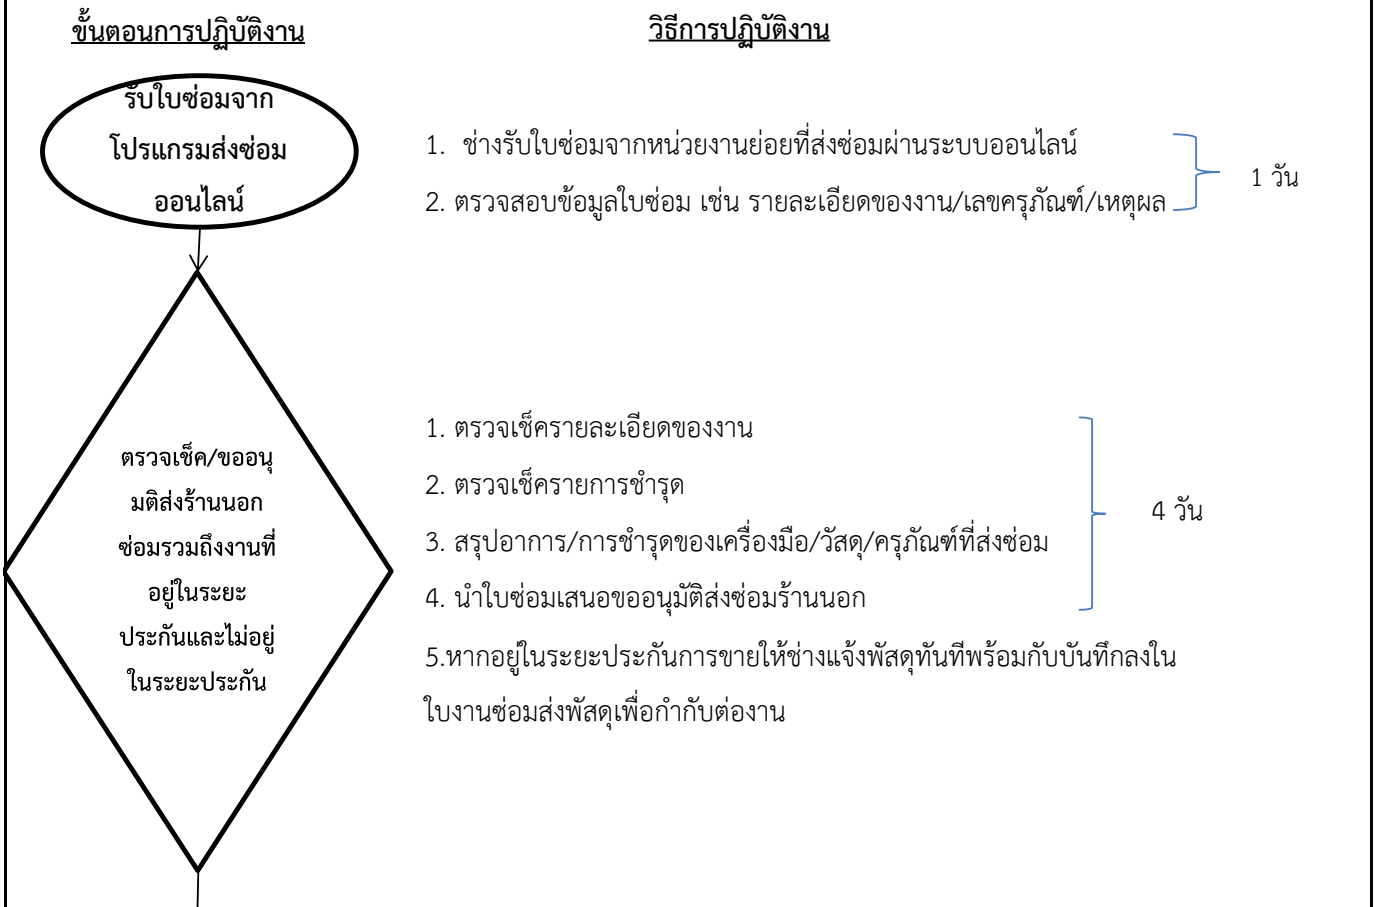 ขั้นตอนการปฏิบัติงาน
วิธีการปฏิบัติงาน
รับใบซ่อมจาก
โปรแกรมส่งซ่อม
ออนไลน์
1. ช่างรับใบซ่อมจากหน่วยงานย่อยที่ส่งซ่อมผ่านระบบออนไลน์
2. ตรวจสอบข้อมูลใบซ่อม เช่น รายละเอียดของงาน/เลขครุภัณฑ์/เหตุผล
1 วัน
ตรวจเช็ค/ขออนุ
มติส่งร้านนอก
ซ่อมรวมถึงงานที่
อยู่ในระยะ
ประกันและไม่อยู่
ในระยะประกัน
1. ตรวจเช็ครายละเอียดของงาน
2. ตรวจเช็ครายการชำรุด
3. สรุปอาการ/การชำรุดของเครื่องมือ/วัสดุ/ครุภัณฑ์ที่ส่งซ่อม
4. นำใบซ่อมเสนอขออนุมัติส่งซ่อมร้านนอก
4 วัน
5.หากอยู่ในระยะประกันการขายให้ช่างแจ้งพัสดุทันทีพร้อมกับบันทึกลงใน
ใบงานซ่อมส่งพัสดุเพื่อกำกับต่องาน